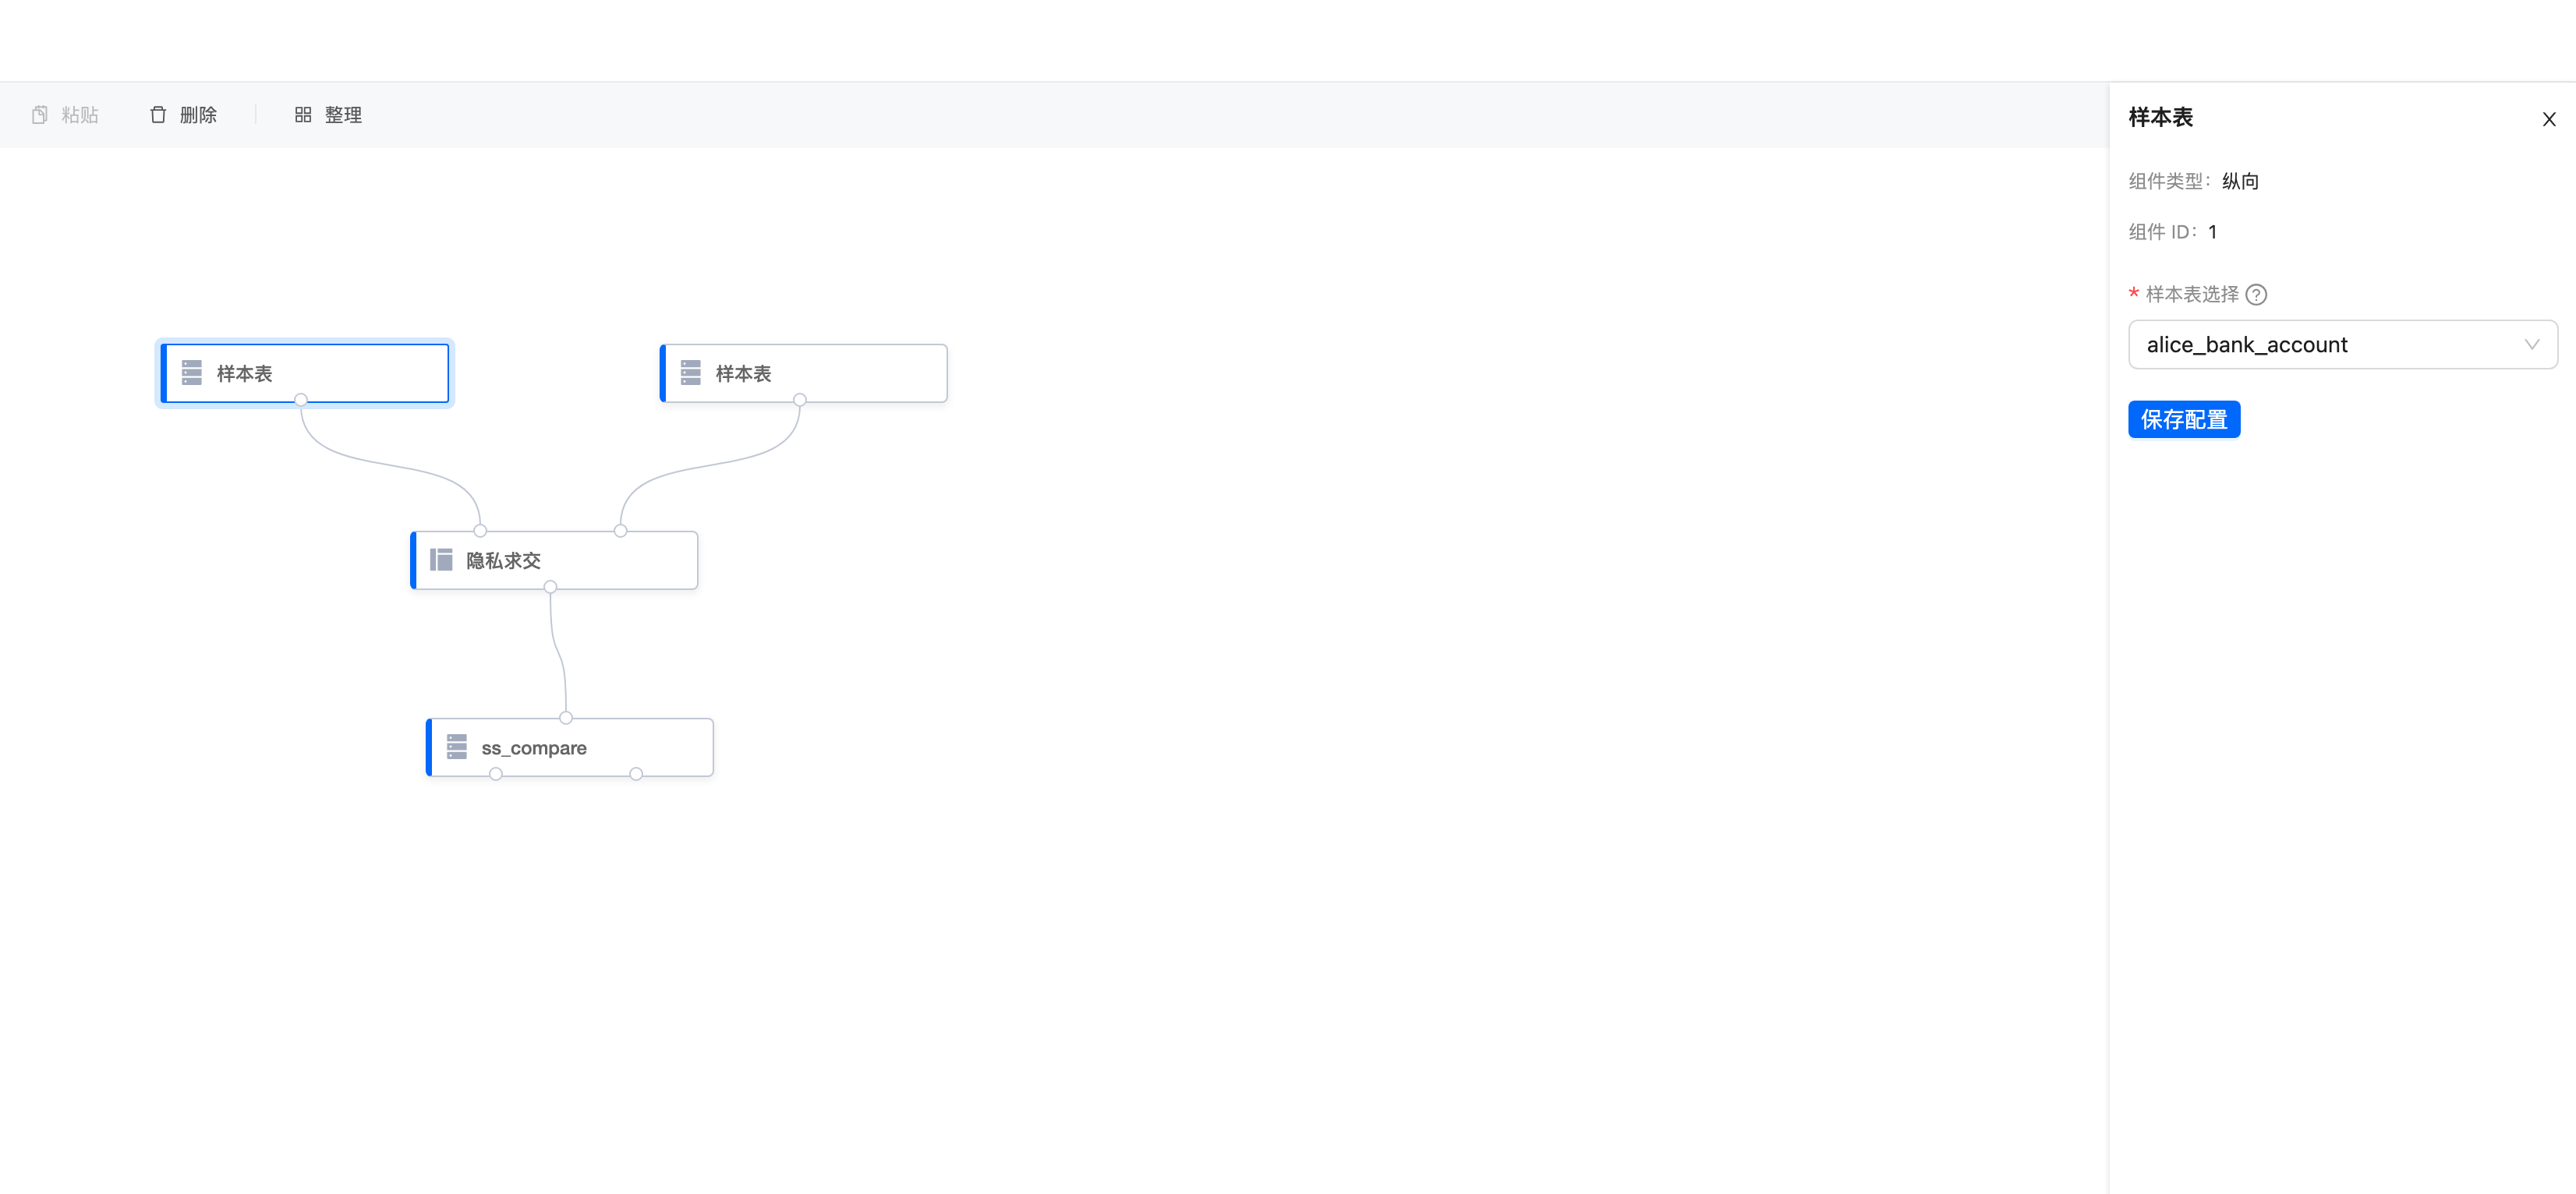 粘贴 删除 整理
样本表 X
组件类型：纵向
组件 ID：1
* 样本表选择 ?
alice_bank_account
保存配置
样本表 样本表
隐私求交
ss_compare